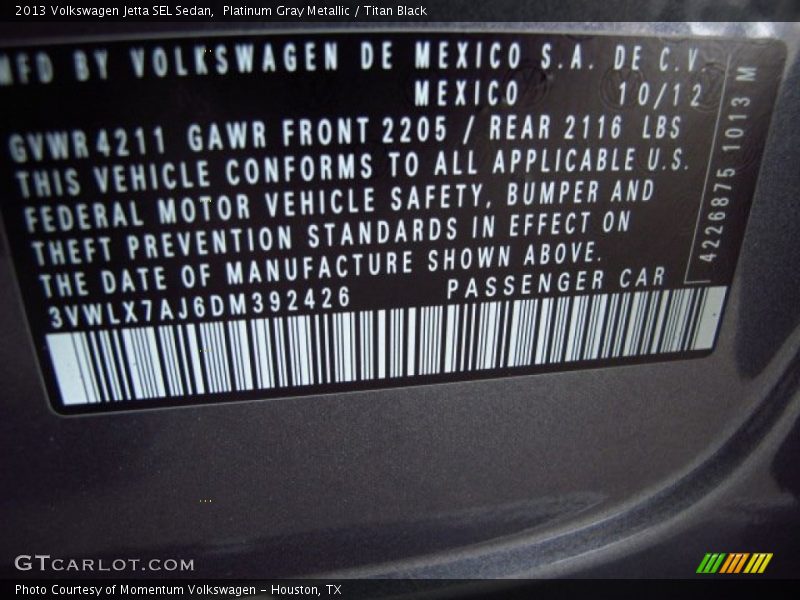 2013 Volkswagen Jetta SEL Sedan,  Platinum Gray Metallic / Titan Black
MFD BY VOLKSWAGEN DE MEXICO S.A. DE C.V.
MEXICO 10/12
GVWR 4211 GAWR FRONT 2205 / REAR 2116 LBS
THIS VEHICLE CONFORMS TO ALL APPLICABLE U.S.
FEDERAL MOTOR VEHICLE SAFETY, BUMPER AND
THEFT PREVENTION STANDARDS IN EFFECT ON
THE DATE OF MANUFACTURE SHOWN ABOVE.
3VWLX7AJ6DM392426 PASSENGER CAR
4226875 1013 M
GTCARLOT.COM
Photo Courtesy of Momentum Volkswagen - Houston, TX